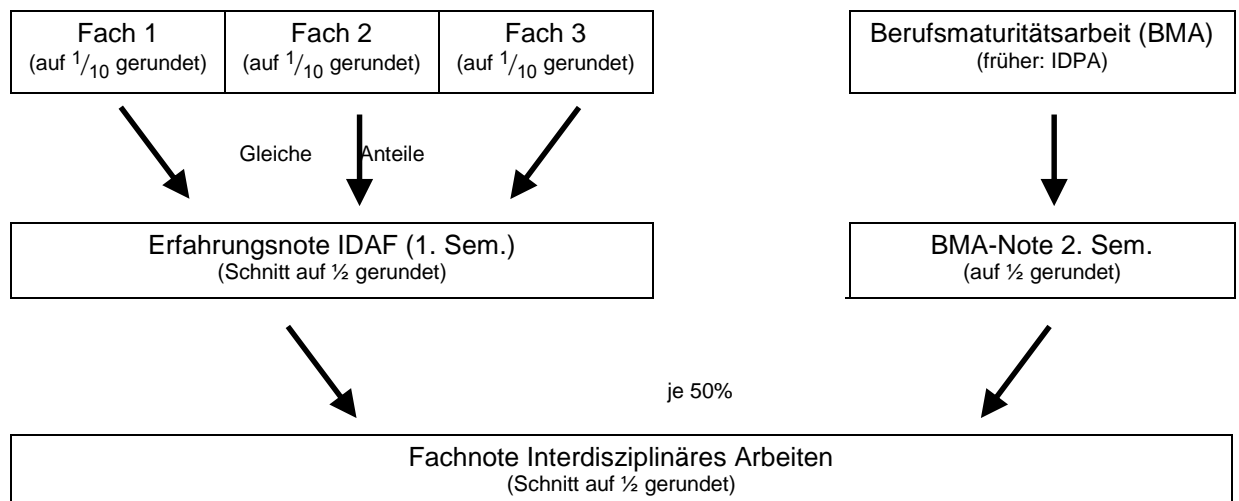 Fach 1
(auf 1/10 gerundet)
Fach 2
(auf 1/10 gerundet)
Fach 3
(auf 1/10 gerundet)
Berufsmaturitätsarbeit (BMA)
(früher: IDPA)
Gleiche Anteile
Erfahrungsnote IDAF (1. Sem.)
(Schnitt auf ½ gerundet)
BMA-Note 2. Sem.
(auf ½ gerundet)
je 50%
Fachnote Interdisziplinäres Arbeiten
(Schnitt auf ½ gerundet)